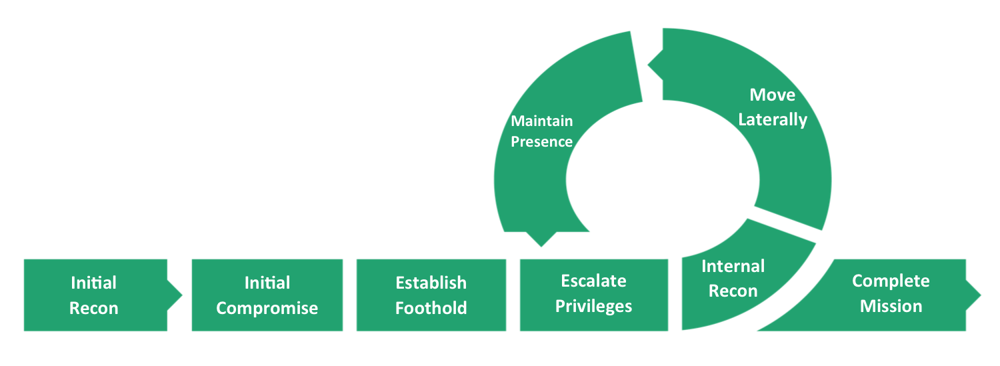 Initial
Recon
Initial
Compromise
Establish
Foothold
Escalate
Privileges
Internal
Recon
Move
Laterally
Maintain
Presence
Complete
Mission